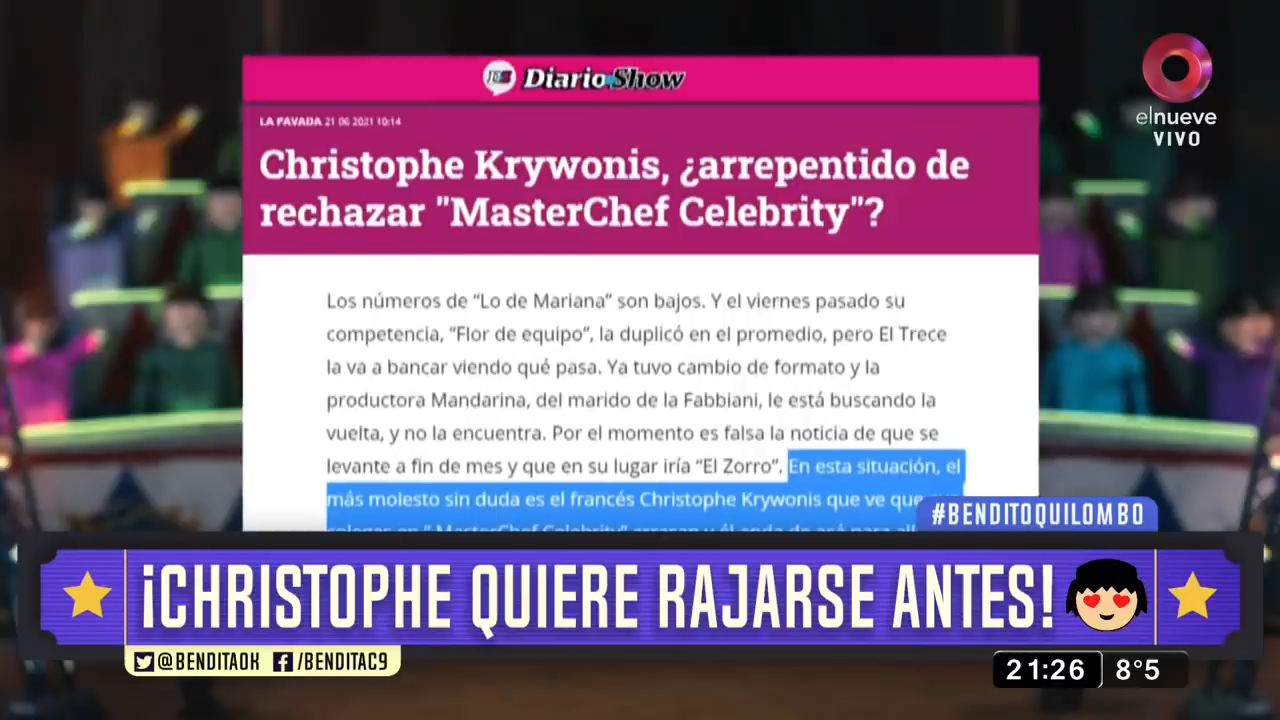 Diario Show
elnueve
VIVO
LA PAVADA 21 06 2021 10:14
Christophe Krywonis, ¿arrepentido de
rechazar "MasterChef Celebrity"?
Los números de “Lo de Mariana” son bajos. Y el viernes pasado su
competencia, “Flor de equipo”, la duplicó en el promedio, pero El Trece
la va a bancar viendo qué pasa. Ya tuvo cambio de formato y la
productora Mandarina, del marido de la Fabbiani, le está buscando la
vuelta, y no la encuentra. Por el momento es falsa la noticia de que se
levante a fin de mes y que en su lugar iría “El Zorro”. En esta situación, el
más molesto sin duda es el francés Christophe Krywonis que ve que
#BENDITOQUILOMBO
¡CHRISTOPHE QUIERE RAJARSE ANTES!
@BENDITAOK /BENDITAC9
21:26 8°5